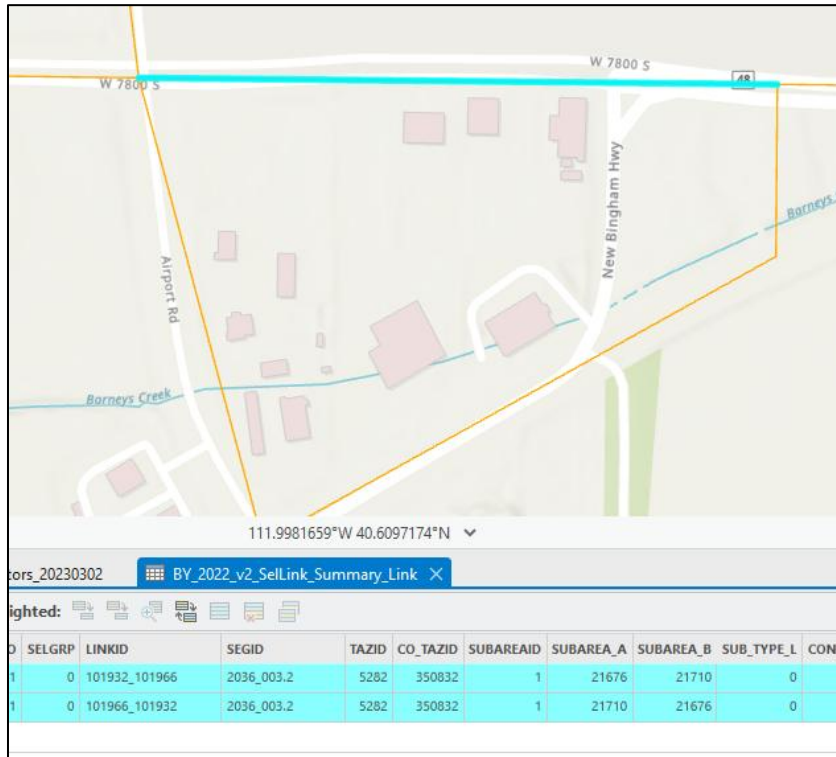 W 7800 S
W 7800 S
48
New Bingham Hwy
Barneys
Airport Rd
Barneys Creek
111.9981659°W 40.6097174°N
tors_20230302 BY_2022_v2_SelLink_Summary_Link
ighted:
O SELGRP LINKID SEGID TAZID CO_TAZID SUBAREAID SUBAREA_A SUBAREA_B SUB_TYPE_L CON
1 0 101932_101966 2036_003.2 5282 350832 1 21676 21710 0
1 0 101966_101932 2036_003.2 5282 350832 1 21710 21676 0